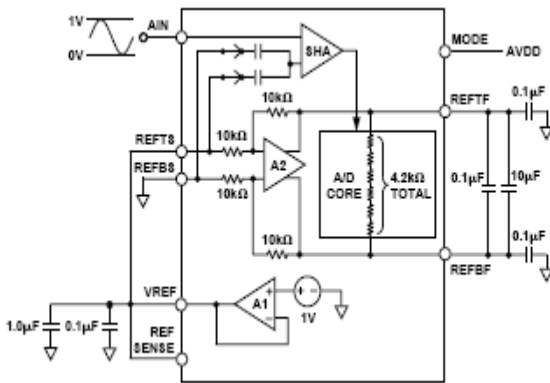 1V
0V
AIN
SHA
MODE
AVDD
10kΩ
0.1µF
REFTS
10kΩ
REFTF
REFBS
10kΩ
A2
A/D
CORE
4.2kΩ
TOTAL
0.1µF
10µF
10kΩ
0.1µF
REFBF
VREF
A1
+
−
+ −
1V
1.0µF
0.1µF
REF
SENSE